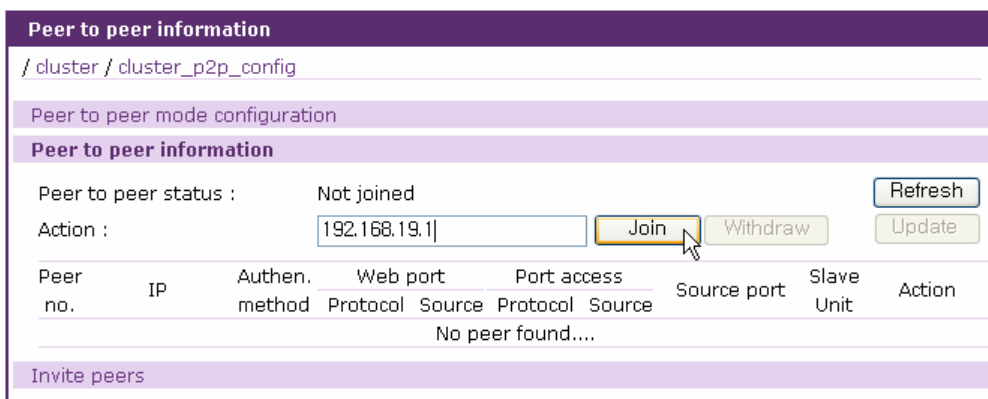 Peer to peer information
/ cluster / cluster_p2p_config
Peer to peer mode configuration
Peer to peer information
Peer to peer status : Not joined Refresh
Action : 192.168.19.1 Join Withdraw Update
Peer no. IP Authen. method Web port Protocol Source Port access Protocol Source Source port Slave Unit Action
No peer found....
Invite peers